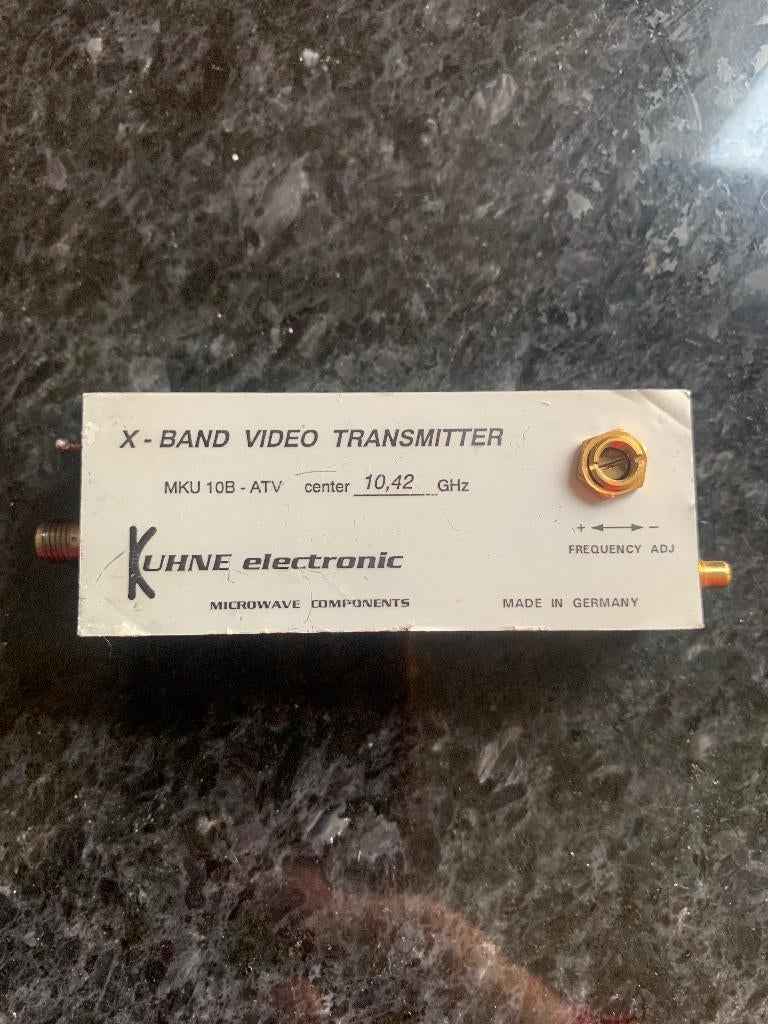 X - BAND VIDEO TRANSMITTER
MKU 10B - ATV center 10,42 GHz
+ ↔ −
FREQUENCY ADJ
KUHNE electronic
MICROWAVE COMPONENTS
MADE IN GERMANY